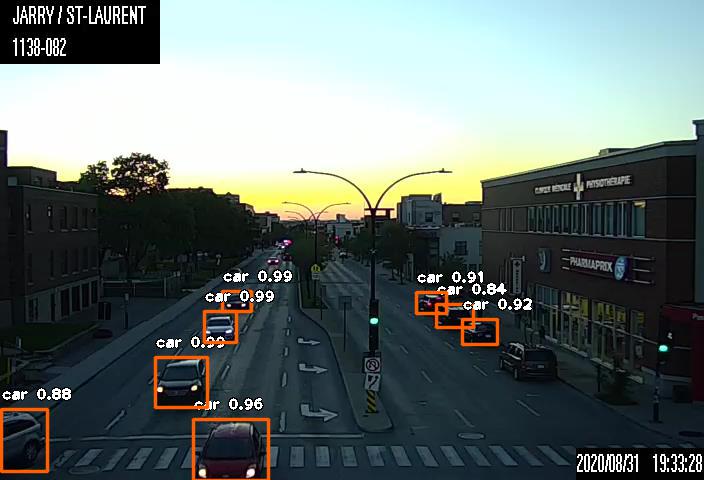 JARRY / ST-LAURENT
1138-082
CLINIQUE MÉDICALE PHYSIOTHÉRAPIE
PHARMAPRIX
car 0.99
car 0.91
car 0.84
car 0.99
car 0.92
car 0.99
car 0.88
car 0.96
2020/08/31 19:33:28